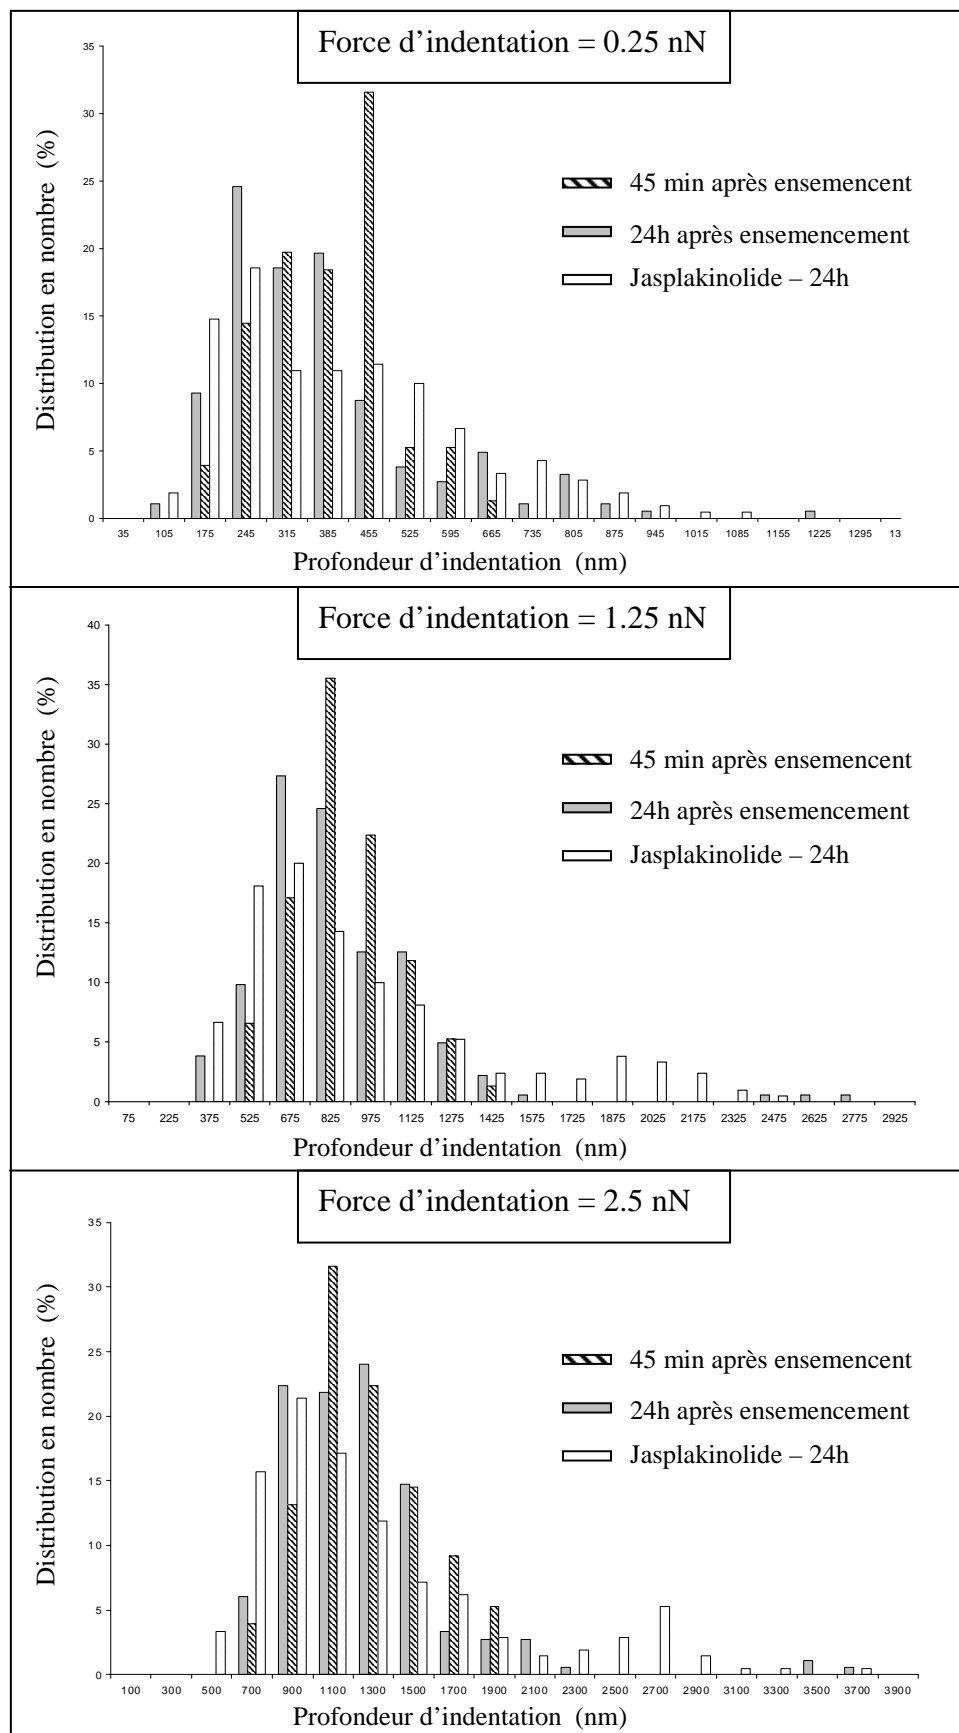 Force d'indentation = 0.25 nN
Distribution en nombre (%)
35
30
25
20
15
10
5
0
45 min après ensemencent
24h après ensemencement
Jasplakinolide – 24h
35 105 175 245 315 385 455 525 595 665 735 805 875 945 1015 1085 1155 1225 1295 13
Profondeur d'indentation (nm)
Force d'indentation = 1.25 nN
Distribution en nombre (%)
40
35
30
25
20
15
10
5
0
45 min après ensemencent
24h après ensemencement
Jasplakinolide – 24h
75 225 375 525 675 825 975 1125 1275 1425 1575 1725 1875 2025 2175 2325 2475 2625 2775 2925
Profondeur d'indentation (nm)
Force d'indentation = 2.5 nN
Distribution en nombre (%)
35
30
25
20
15
10
5
0
45 min après ensemencent
24h après ensemencement
Jasplakinolide – 24h
100 300 500 700 900 1100 1300 1500 1700 1900 2100 2300 2500 2700 2900 3100 3300 3500 3700 3900
Profondeur d'indentation (nm)